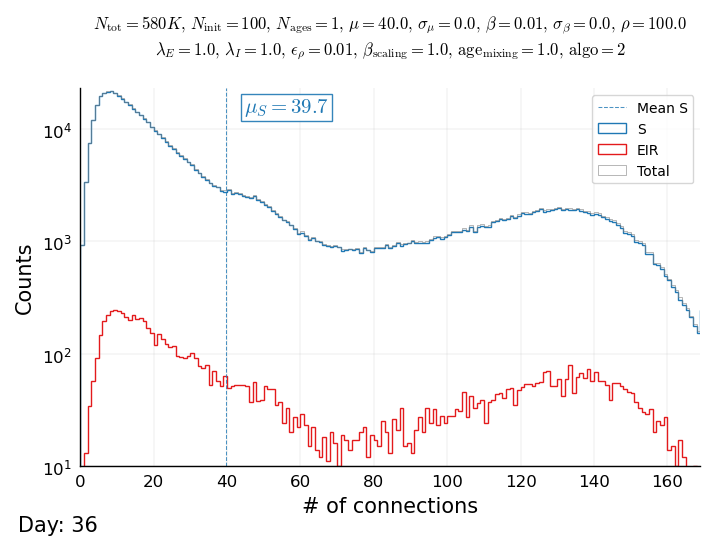 N_tot = 580K, N_init = 100, N_ages = 1, μ = 40.0, σ_μ = 0.0, β = 0.01, σ_β = 0.0, ρ = 100.0
λ_E = 1.0, λ_I = 1.0, ϵ_ρ = 0.01, β_scaling = 1.0, age_mixing = 1.0, algo = 2
μ_S = 39.7
Mean S
S
EIR
Total
10^4
10^3
10^2
10^1
Counts
0 20 40 60 80 100 120 140 160
# of connections
Day: 36